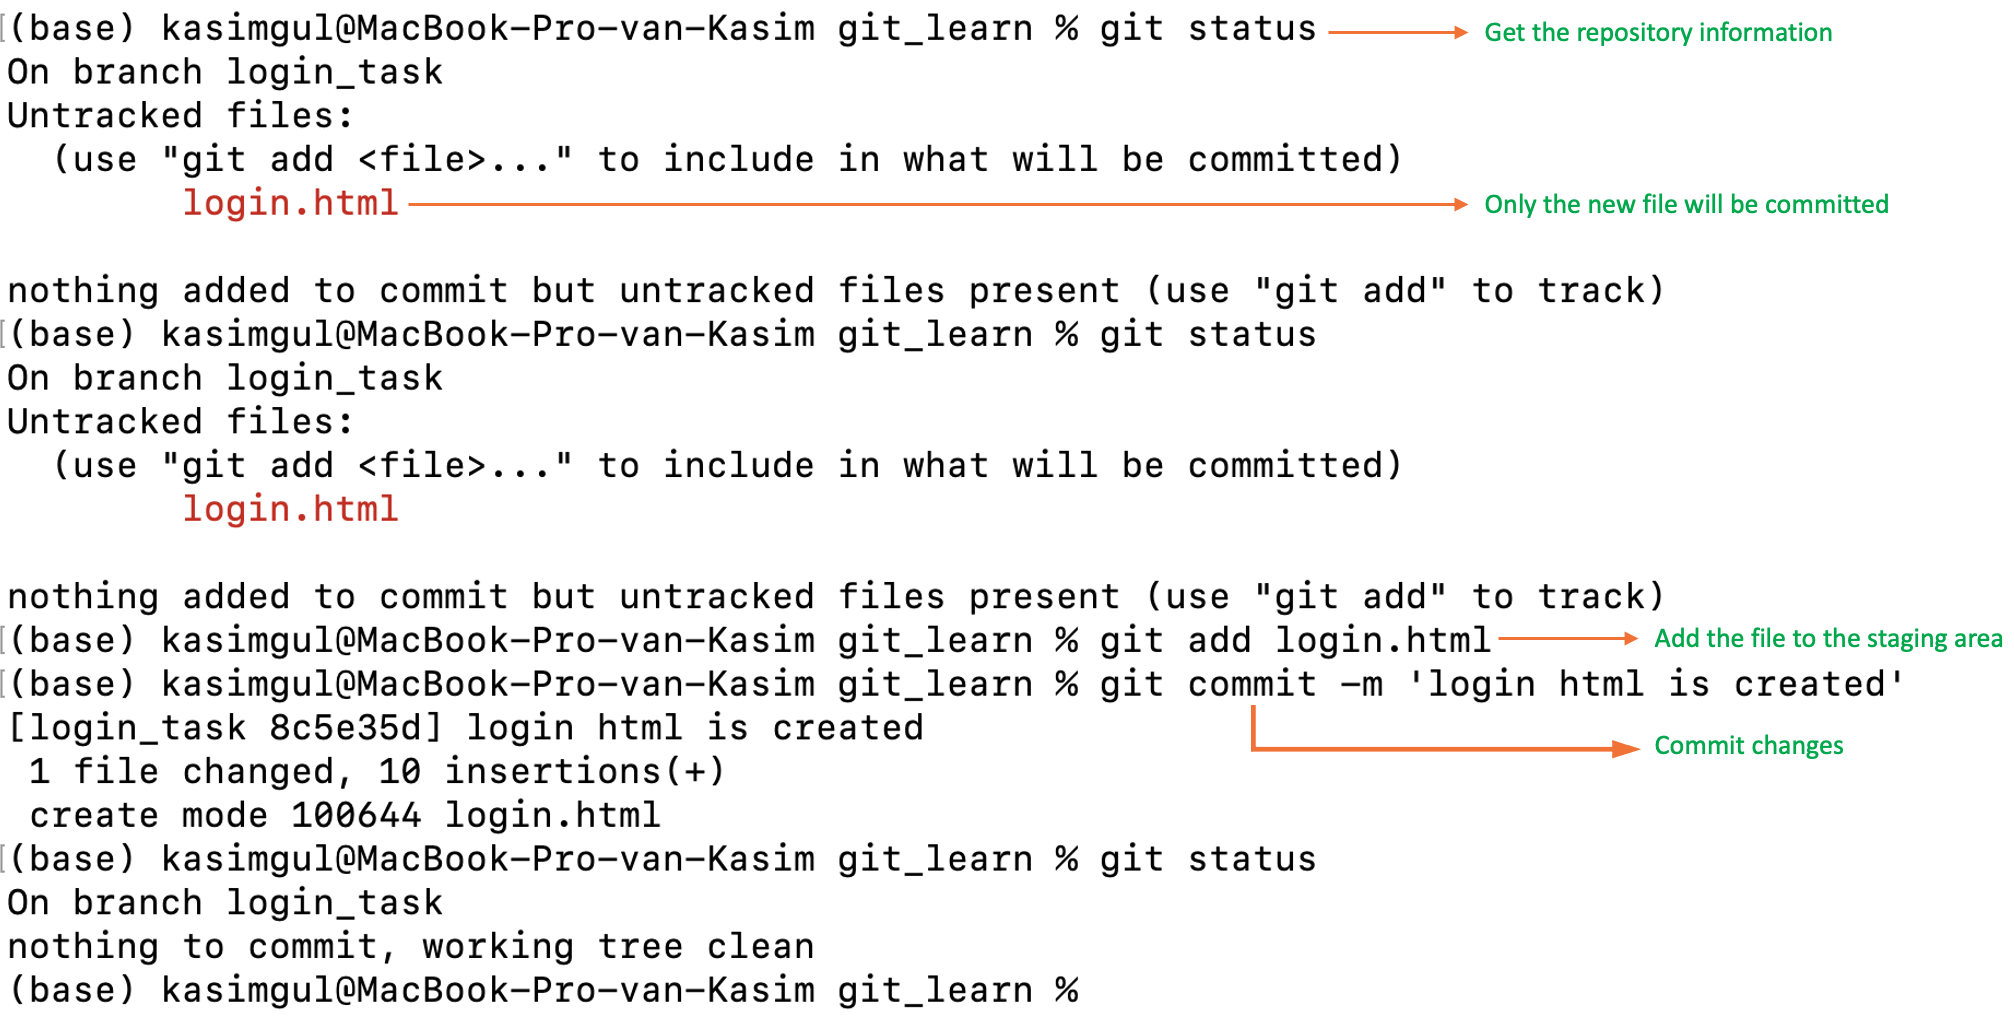 [(base) kasimgul@MacBook-Pro-van-Kasim git_learn % git status Get the repository information
On branch login_task
Untracked files:
  (use "git add <file>..." to include in what will be committed)
        login.html Only the new file will be committed

nothing added to commit but untracked files present (use "git add" to track)
[(base) kasimgul@MacBook-Pro-van-Kasim git_learn % git status
On branch login_task
Untracked files:
  (use "git add <file>..." to include in what will be committed)
        login.html

nothing added to commit but untracked files present (use "git add" to track)
[(base) kasimgul@MacBook-Pro-van-Kasim git_learn % git add login.html Add the file to the staging area
[(base) kasimgul@MacBook-Pro-van-Kasim git_learn % git commit -m 'login html is created'
[login_task 8c5e35d] login html is created
Commit changes
 1 file changed, 10 insertions(+)
 create mode 100644 login.html
[(base) kasimgul@MacBook-Pro-van-Kasim git_learn % git status
On branch login_task
nothing to commit, working tree clean
(base) kasimgul@MacBook-Pro-van-Kasim git_learn %